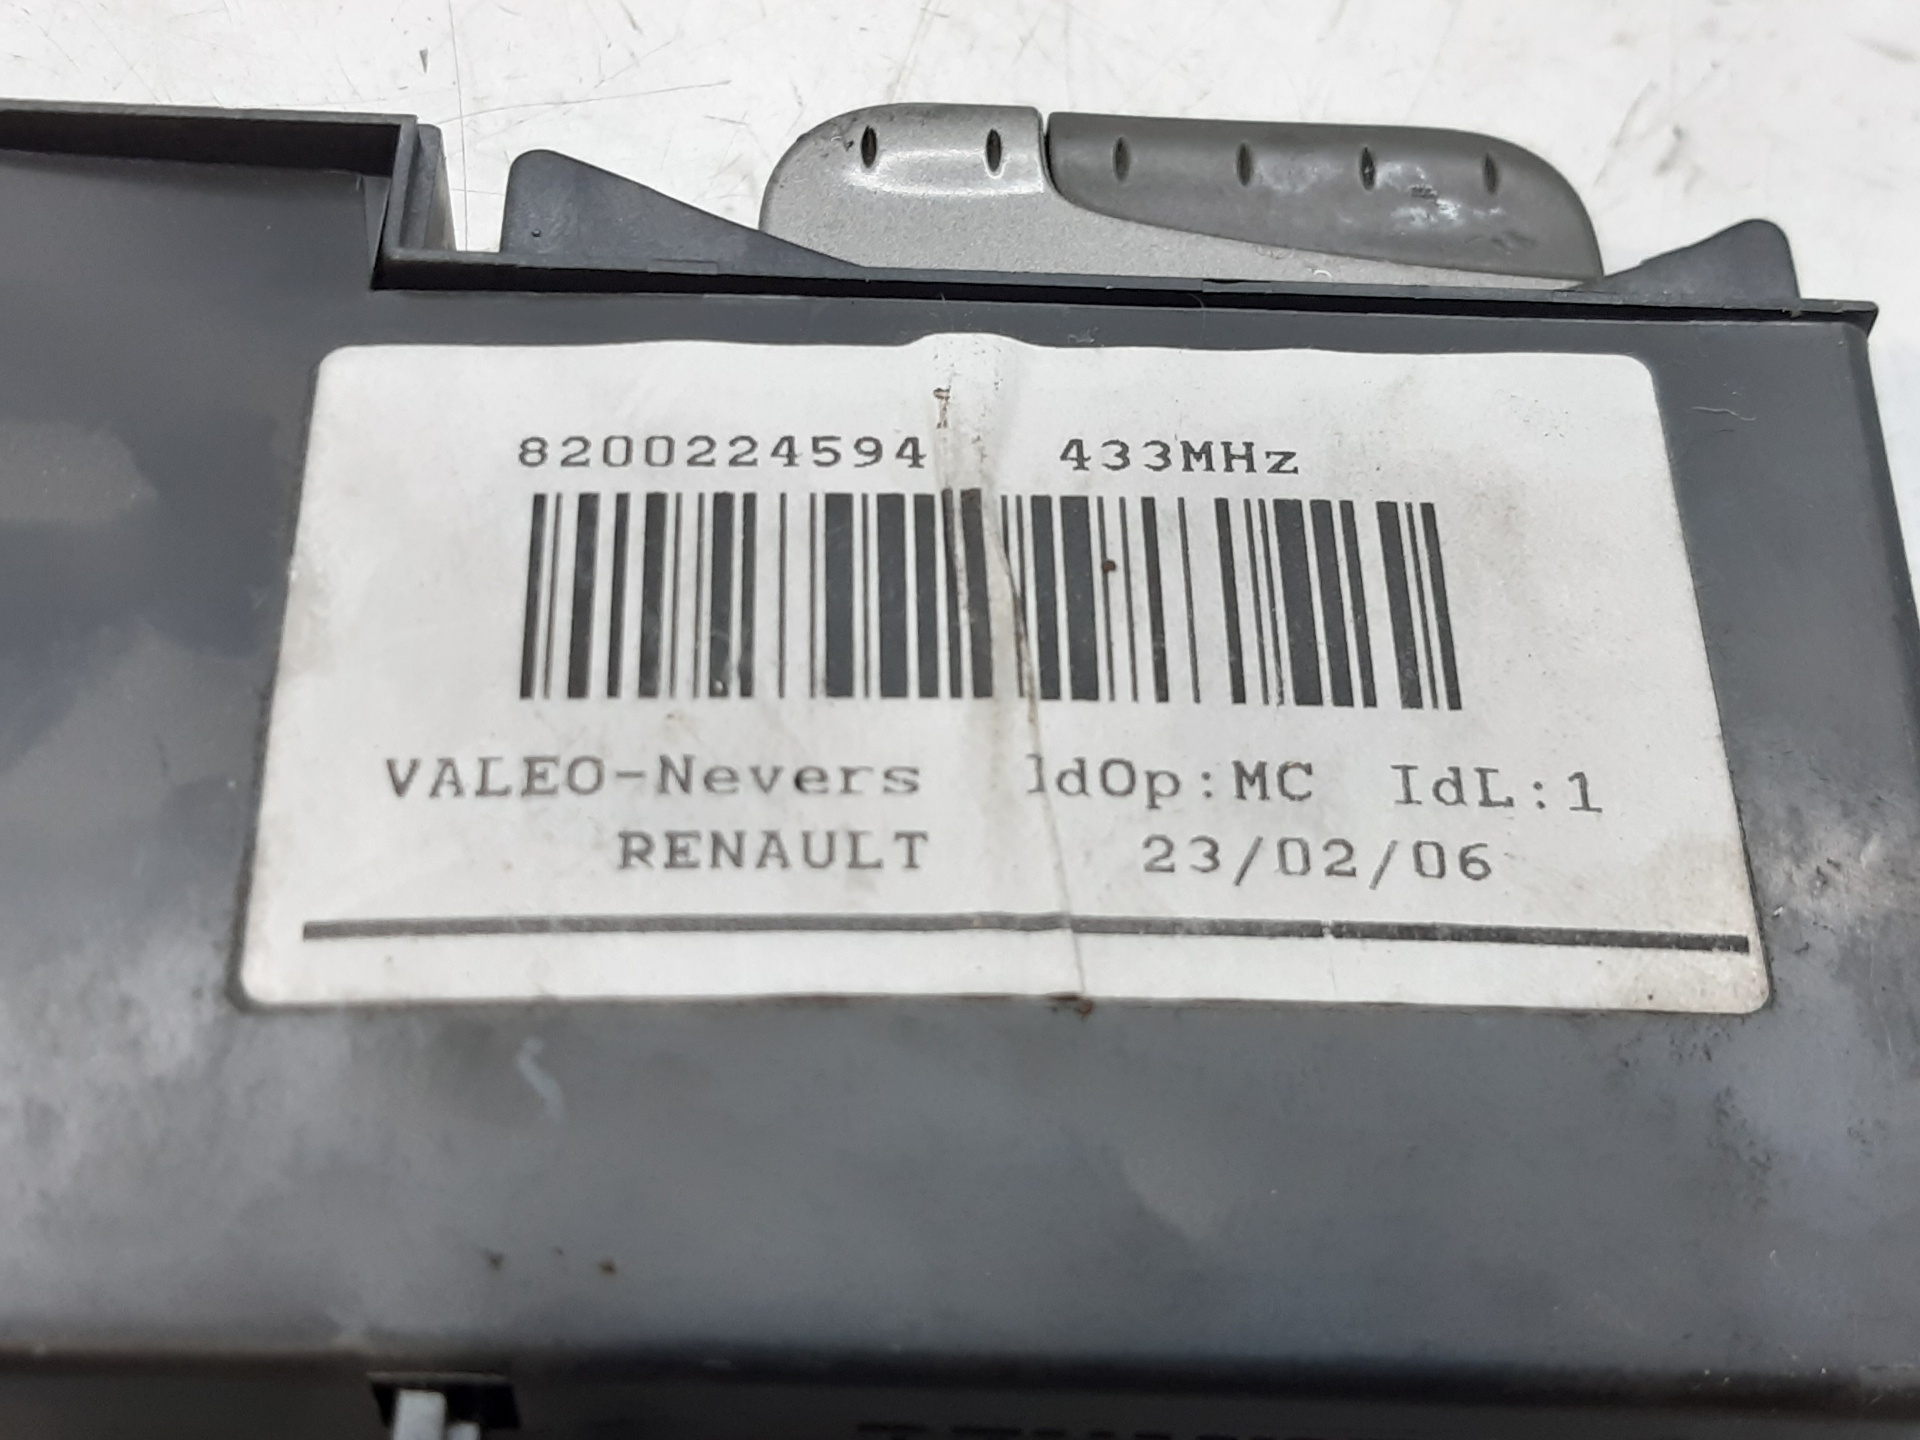 8200224594 433MHz
VALEO-Nevers IdOp:MC IdL:1
RENAULT 23/02/06